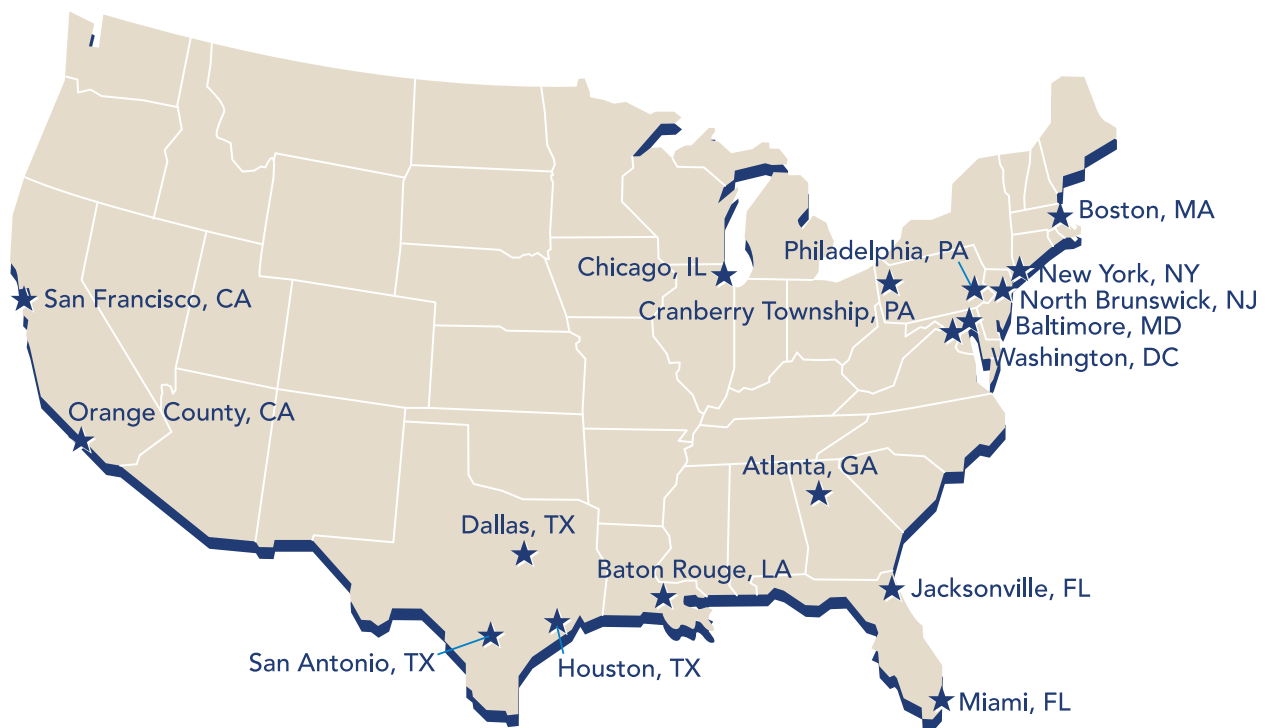 Boston, MA
Philadelphia, PA
Chicago, IL
New York, NY
San Francisco, CA
North Brunswick, NJ
Cranberry Township, PA
Baltimore, MD
Washington, DC
Orange County, CA
Atlanta, GA
Dallas, TX
Baton Rouge, LA
Jacksonville, FL
San Antonio, TX
Houston, TX
Miami, FL